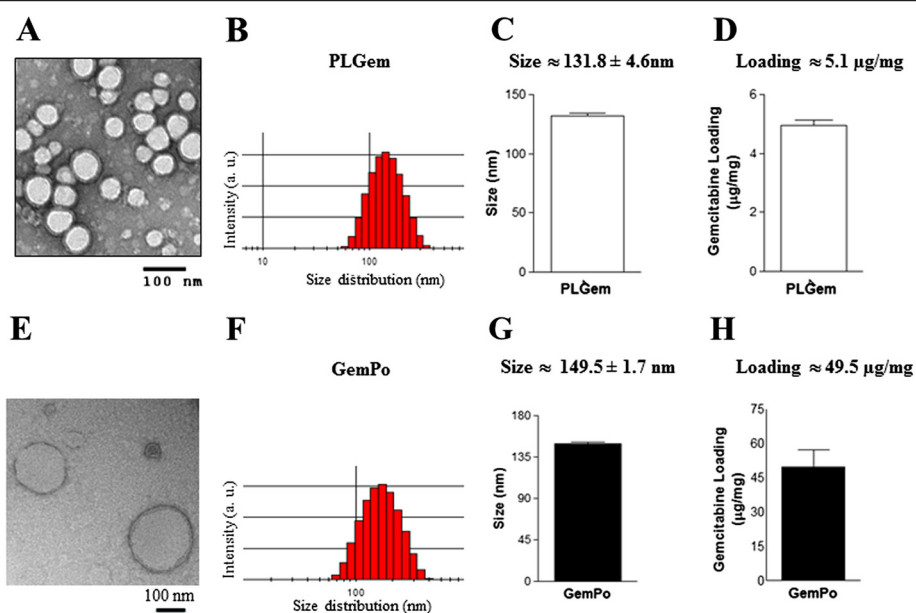 A
B
C
D
PLGem
Size ≈ 131.8 ± 4.6nm
Loading ≈ 5.1 µg/mg
100 nm
Intensity (a. u.)
10
100
Size distribution (nm)
150
100
50
0
Size (nm)
PLGem
6
4
2
0
Gemcitabine Loading
(µg/mg)
PLGem
E
F
G
H
GemPo
Size ≈ 149.5 ± 1.7 nm
Loading ≈ 49.5 µg/mg
100 nm
Intensity (a. u.)
100
Size distribution (nm)
180
135
90
45
0
Size (nm)
GemPo
75
60
45
30
15
0
Gemcitabine Loading
(µg/mg)
GemPo